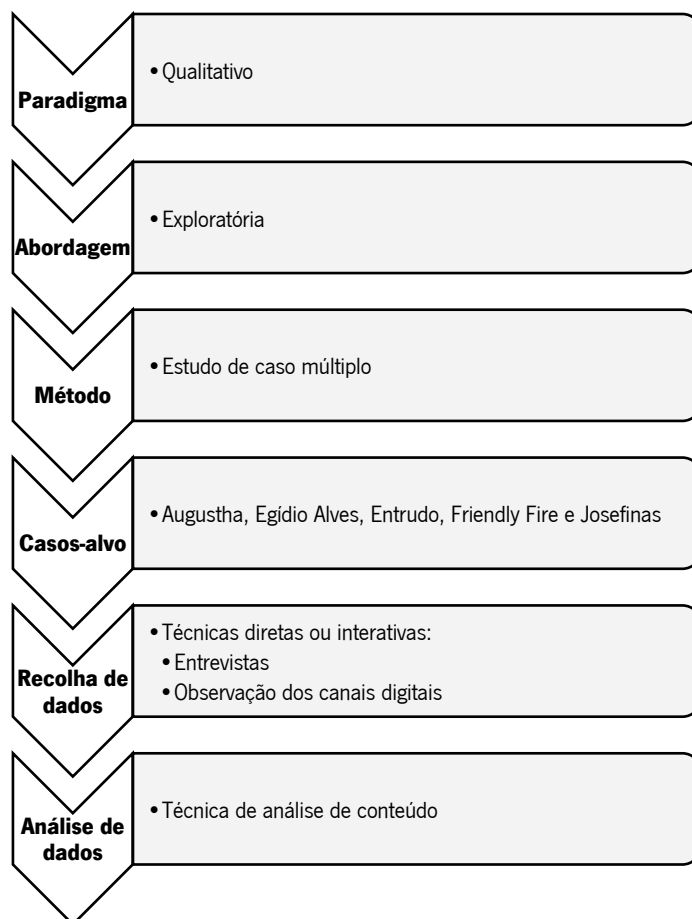 Paradigma
• Qualitativo
Abordagem
• Exploratória
Método
• Estudo de caso múltiplo
Casos-alvo
• Augustha, Egídio Alves, Entrudo, Friendly Fire e Josefinas
Recolha de
dados
• Técnicas diretas ou interativas:
• Entrevistas
• Observação dos canais digitais
Análise de
dados
• Técnica de análise de conteúdo